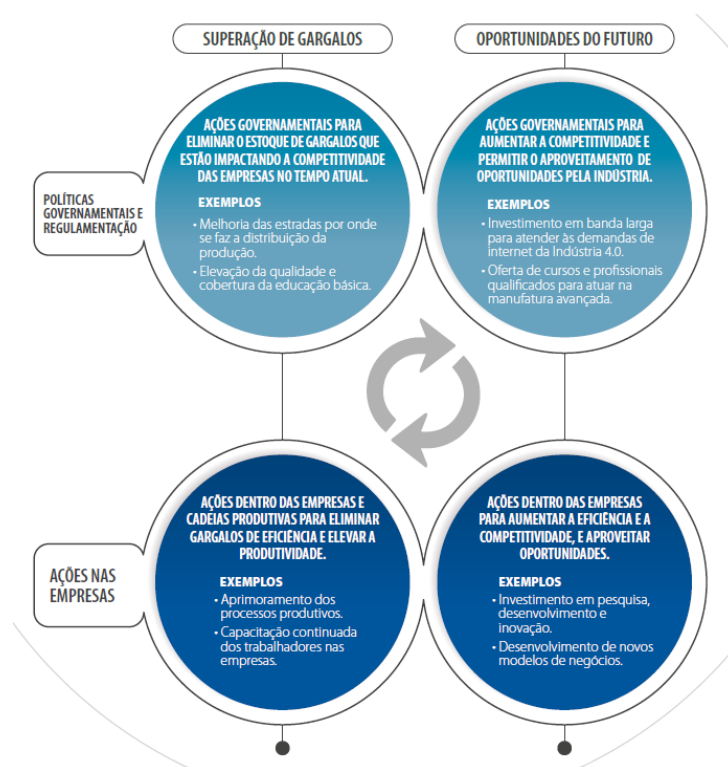 SUPERAÇÃO DE GARGALOS
OPORTUNIDADES DO FUTURO
POLÍTICAS
GOVERNAMENTAIS E
REGULAMENTAÇÃO
AÇÕES GOVERNAMENTAIS PARA
ELIMINAR O ESTOQUE DE GARGALOS QUE
ESTÃO IMPACTANDO A COMPETITIVIDADE
DAS EMPRESAS NO TEMPO ATUAL.
EXEMPLOS
• Melhoria das estradas por onde
se faz a distribuição da
produção.
• Elevação da qualidade e
cobertura da educação básica.
AÇÕES GOVERNAMENTAIS PARA
AUMENTAR A COMPETITIVIDADE E
PERMITIR O APROVEITAMENTO DE
OPORTUNIDADES PELA INDÚSTRIA.
EXEMPLOS
• Investimento em banda larga
para atender às demandas de
internet da Indústria 4.0.
• Oferta de cursos e profissionais
qualificados para atuar na
manufatura avançada.
AÇÕES NAS
EMPRESAS
AÇÕES DENTRO DAS EMPRESAS E
CADEIAS PRODUTIVAS PARA ELIMINAR
GARGALOS DE EFICIÊNCIA E ELEVAR A
PRODUTIVIDADE.
EXEMPLOS
• Aprimoramento dos
processos produtivos.
• Capacitação continuada
dos trabalhadores nas
empresas.
AÇÕES DENTRO DAS EMPRESAS
PARA AUMENTAR A EFICIÊNCIA E A
COMPETITIVIDADE, E APROVEITAR
OPORTUNIDADES.
EXEMPLOS
• Investimento em pesquisa,
desenvolvimento e
inovação.
• Desenvolvimento de novos
modelos de negócios.